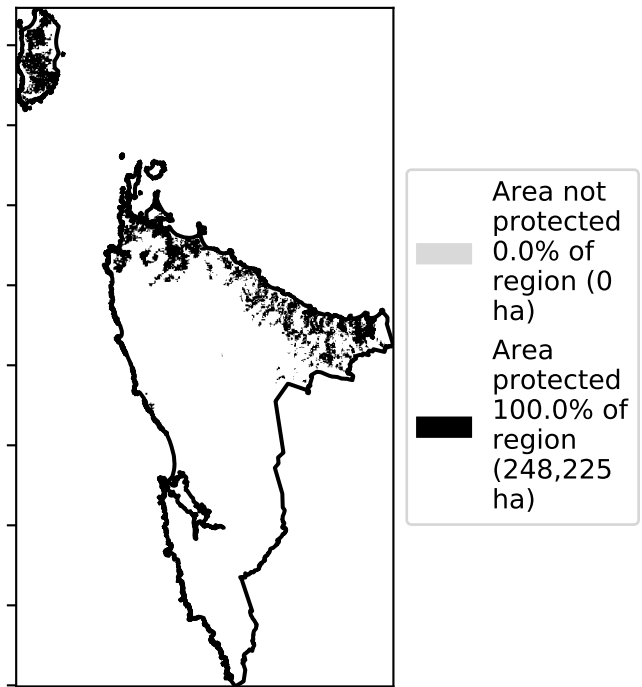 Area not
protected
0.0% of
region (0
ha)
Area
protected
100.0% of
region
(248,225
ha)